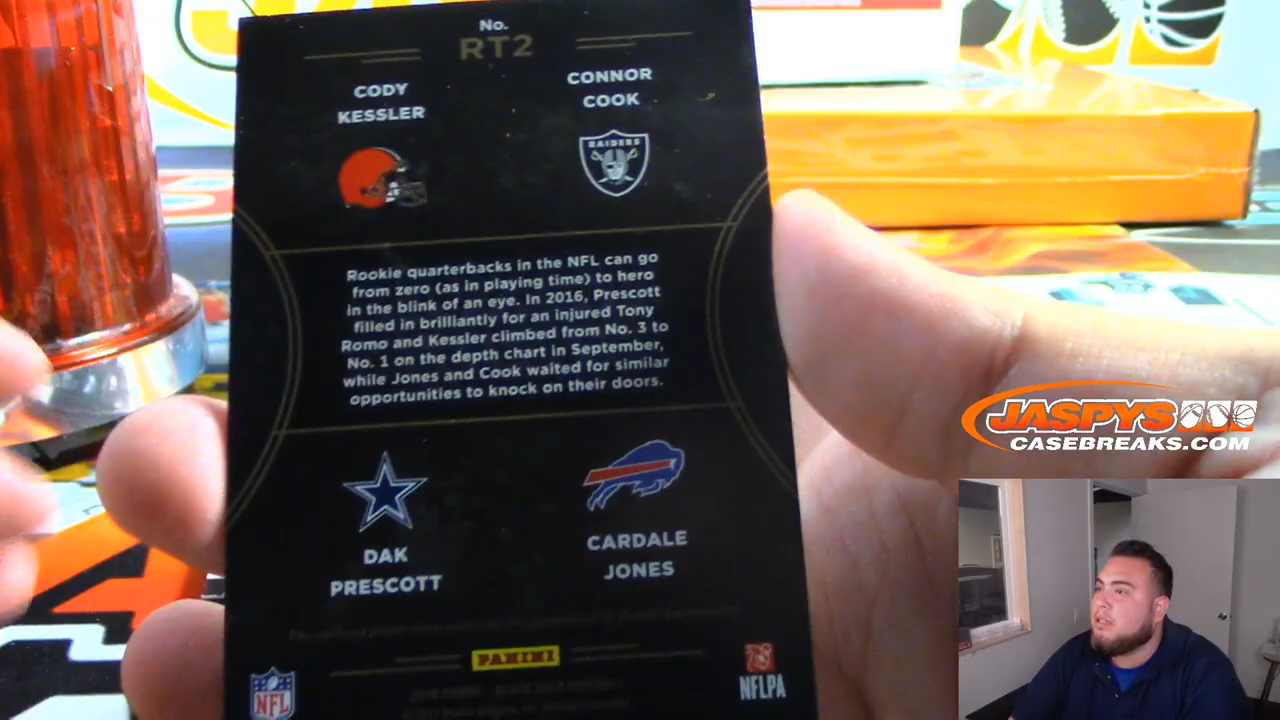 No.
RT2
CODY
KESSLER
CONNOR
COOK
RAIDERS
Rookie quarterbacks in the NFL can go
from zero (as in playing time) to hero
in the blink of an eye. In 2016, Prescott
filled in brilliantly for an injured Tony
Romo and Kessler climbed from No. 3 to
No. 1 on the depth chart in September,
while Jones and Cook waited for similar
opportunities to knock on their doors.
DAK
PRESCOTT
CARDALE
JONES
PANINI
NFL
NFLPA
JASPYS
CASEBREAKS.COM